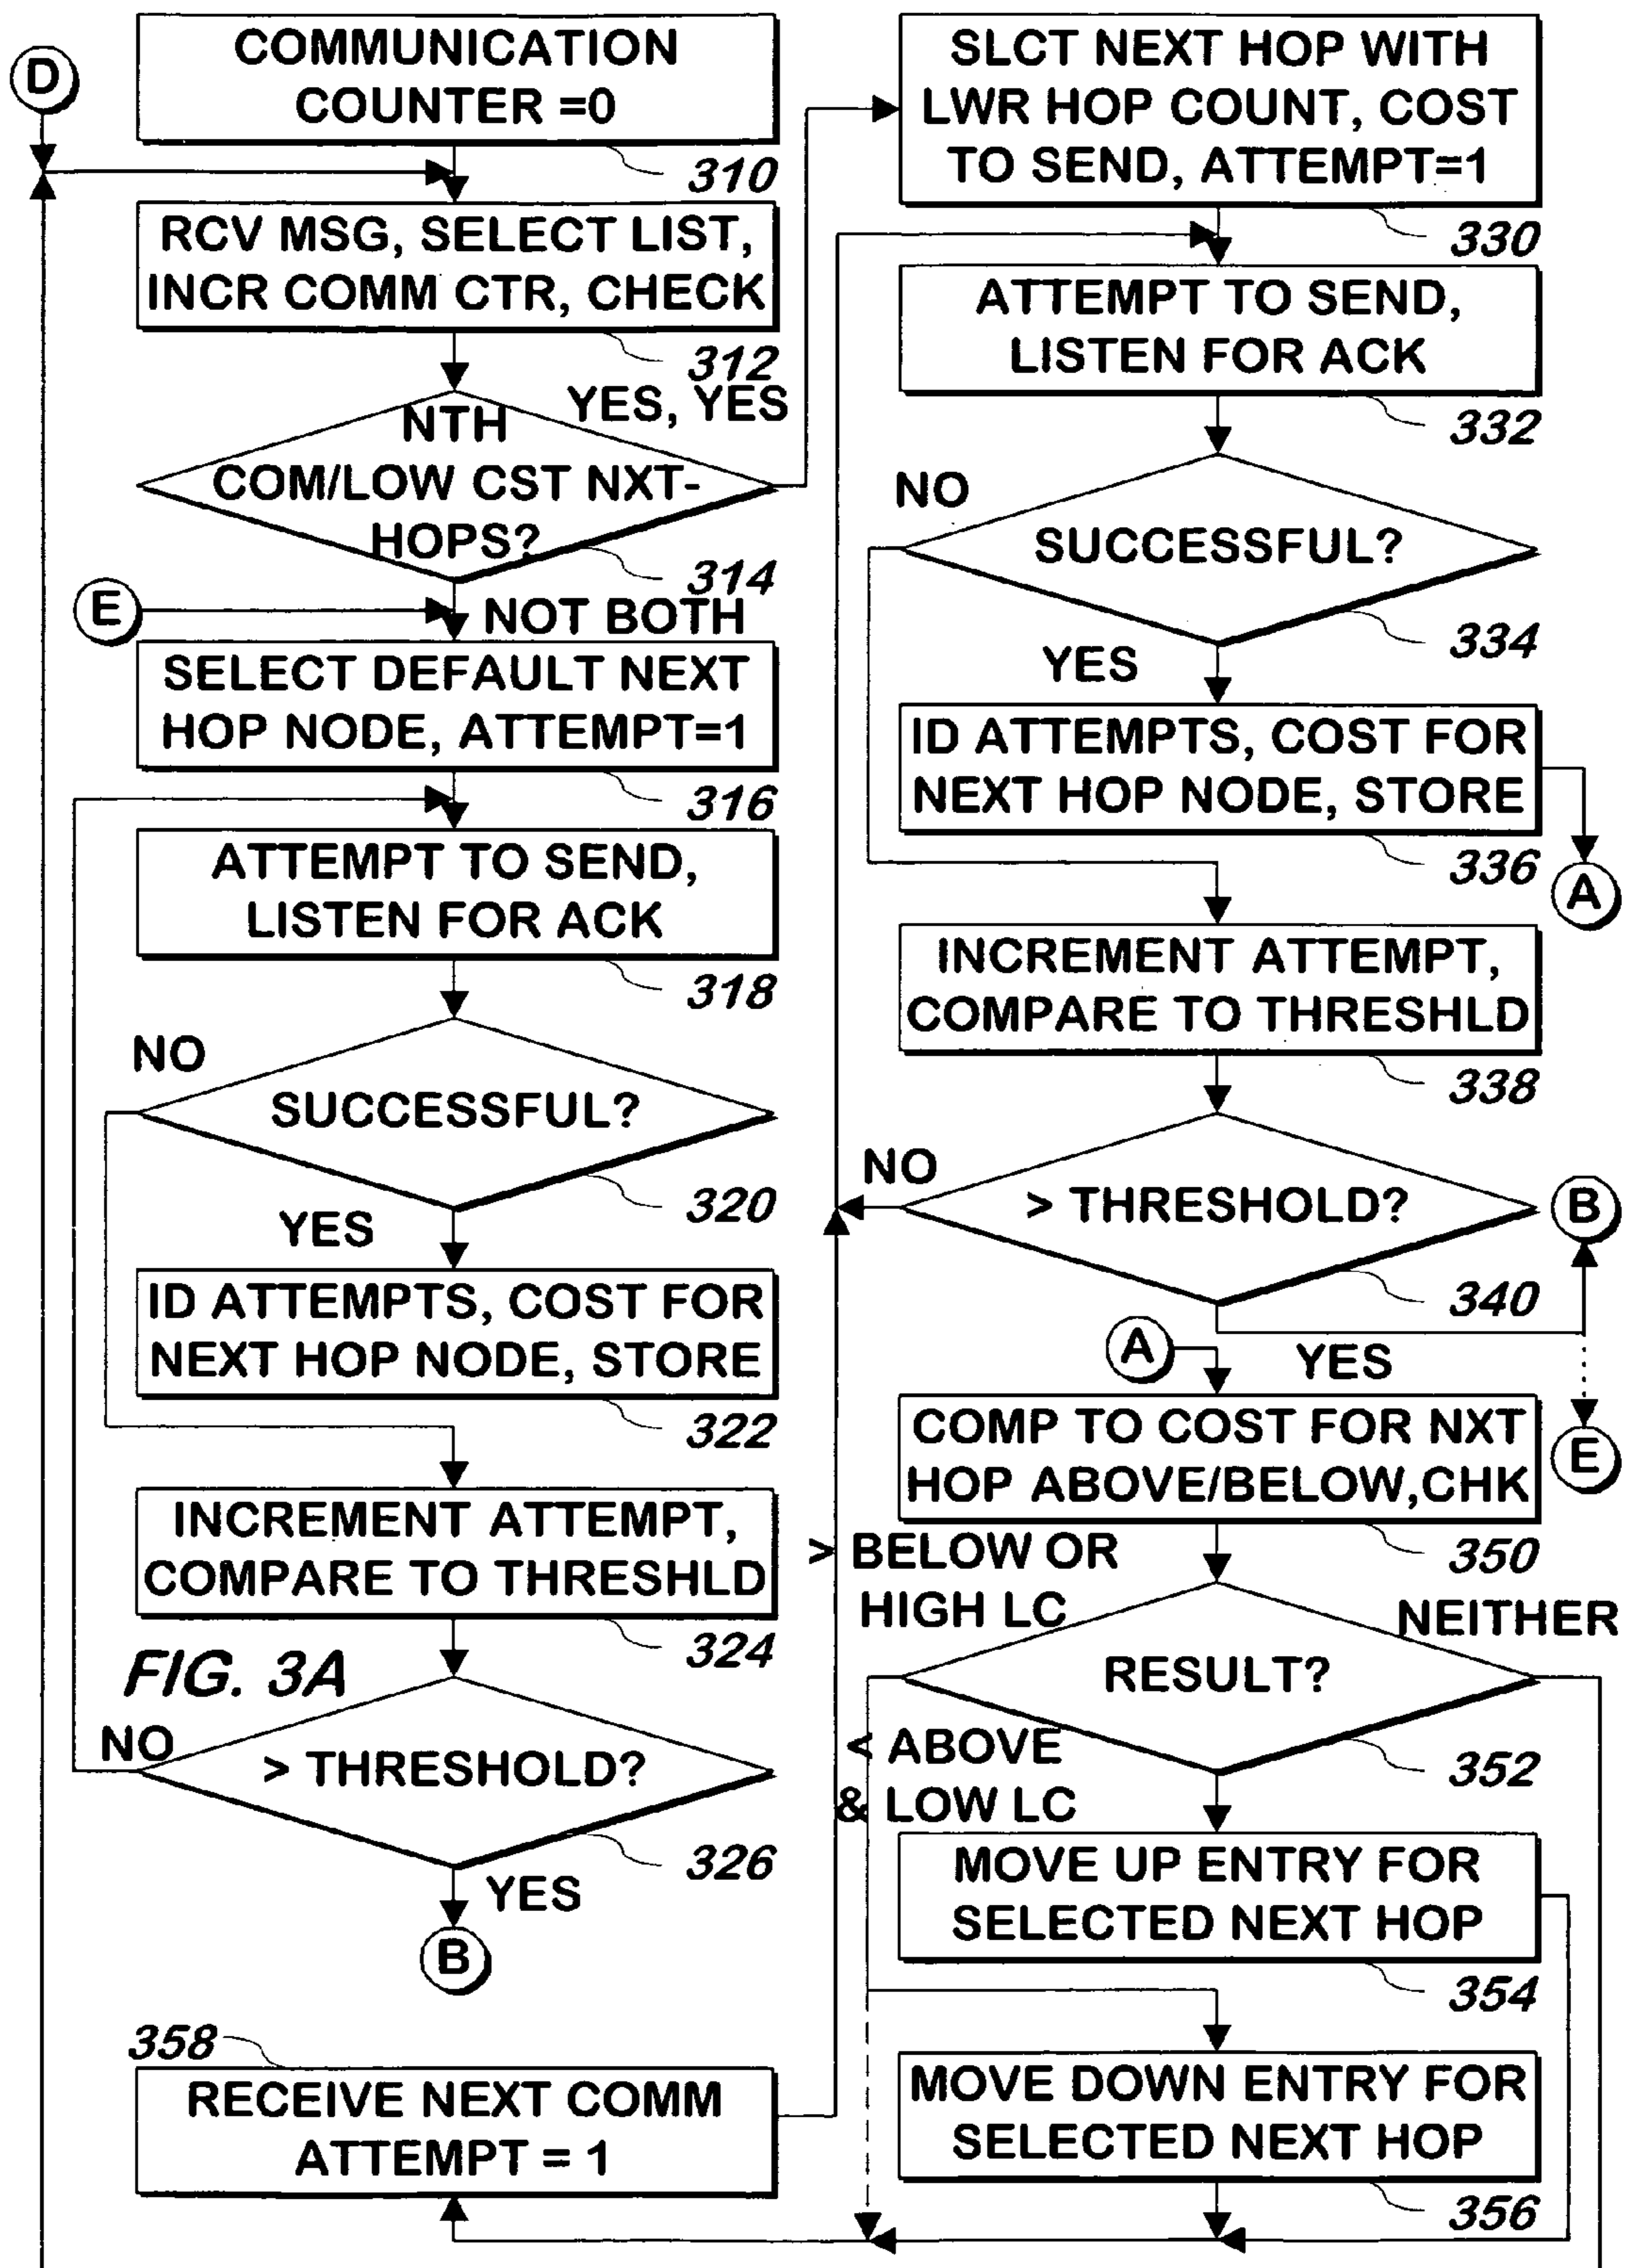 D
COMMUNICATION
COUNTER =0
310
RCV MSG, SELECT LIST,
INCR COMM CTR, CHECK
312
YES, YES
NTH
COM/LOW CST NXT-
HOPS?
314
E
NOT BOTH
SELECT DEFAULT NEXT
HOP NODE, ATTEMPT=1
316
ATTEMPT TO SEND,
LISTEN FOR ACK
318
NO
SUCCESSFUL?
320
YES
ID ATTEMPTS, COST FOR
NEXT HOP NODE, STORE
322
INCREMENT ATTEMPT,
COMPARE TO THRESHLD
324
FIG. 3A
NO
> THRESHOLD?
326
YES
B
358
RECEIVE NEXT COMM
ATTEMPT = 1
SLCT NEXT HOP WITH
LWR HOP COUNT, COST
TO SEND, ATTEMPT=1
330
ATTEMPT TO SEND,
LISTEN FOR ACK
332
NO
SUCCESSFUL?
334
YES
ID ATTEMPTS, COST FOR
NEXT HOP NODE, STORE
336
A
INCREMENT ATTEMPT,
COMPARE TO THRESHLD
338
NO
> THRESHOLD?
B
340
A
YES
COMP TO COST FOR NXT
HOP ABOVE/BELOW,CHK
E
350
> BELOW OR
HIGH LC
NEITHER
RESULT?
352
< ABOVE
& LOW LC
MOVE UP ENTRY FOR
SELECTED NEXT HOP
354
MOVE DOWN ENTRY FOR
SELECTED NEXT HOP
356